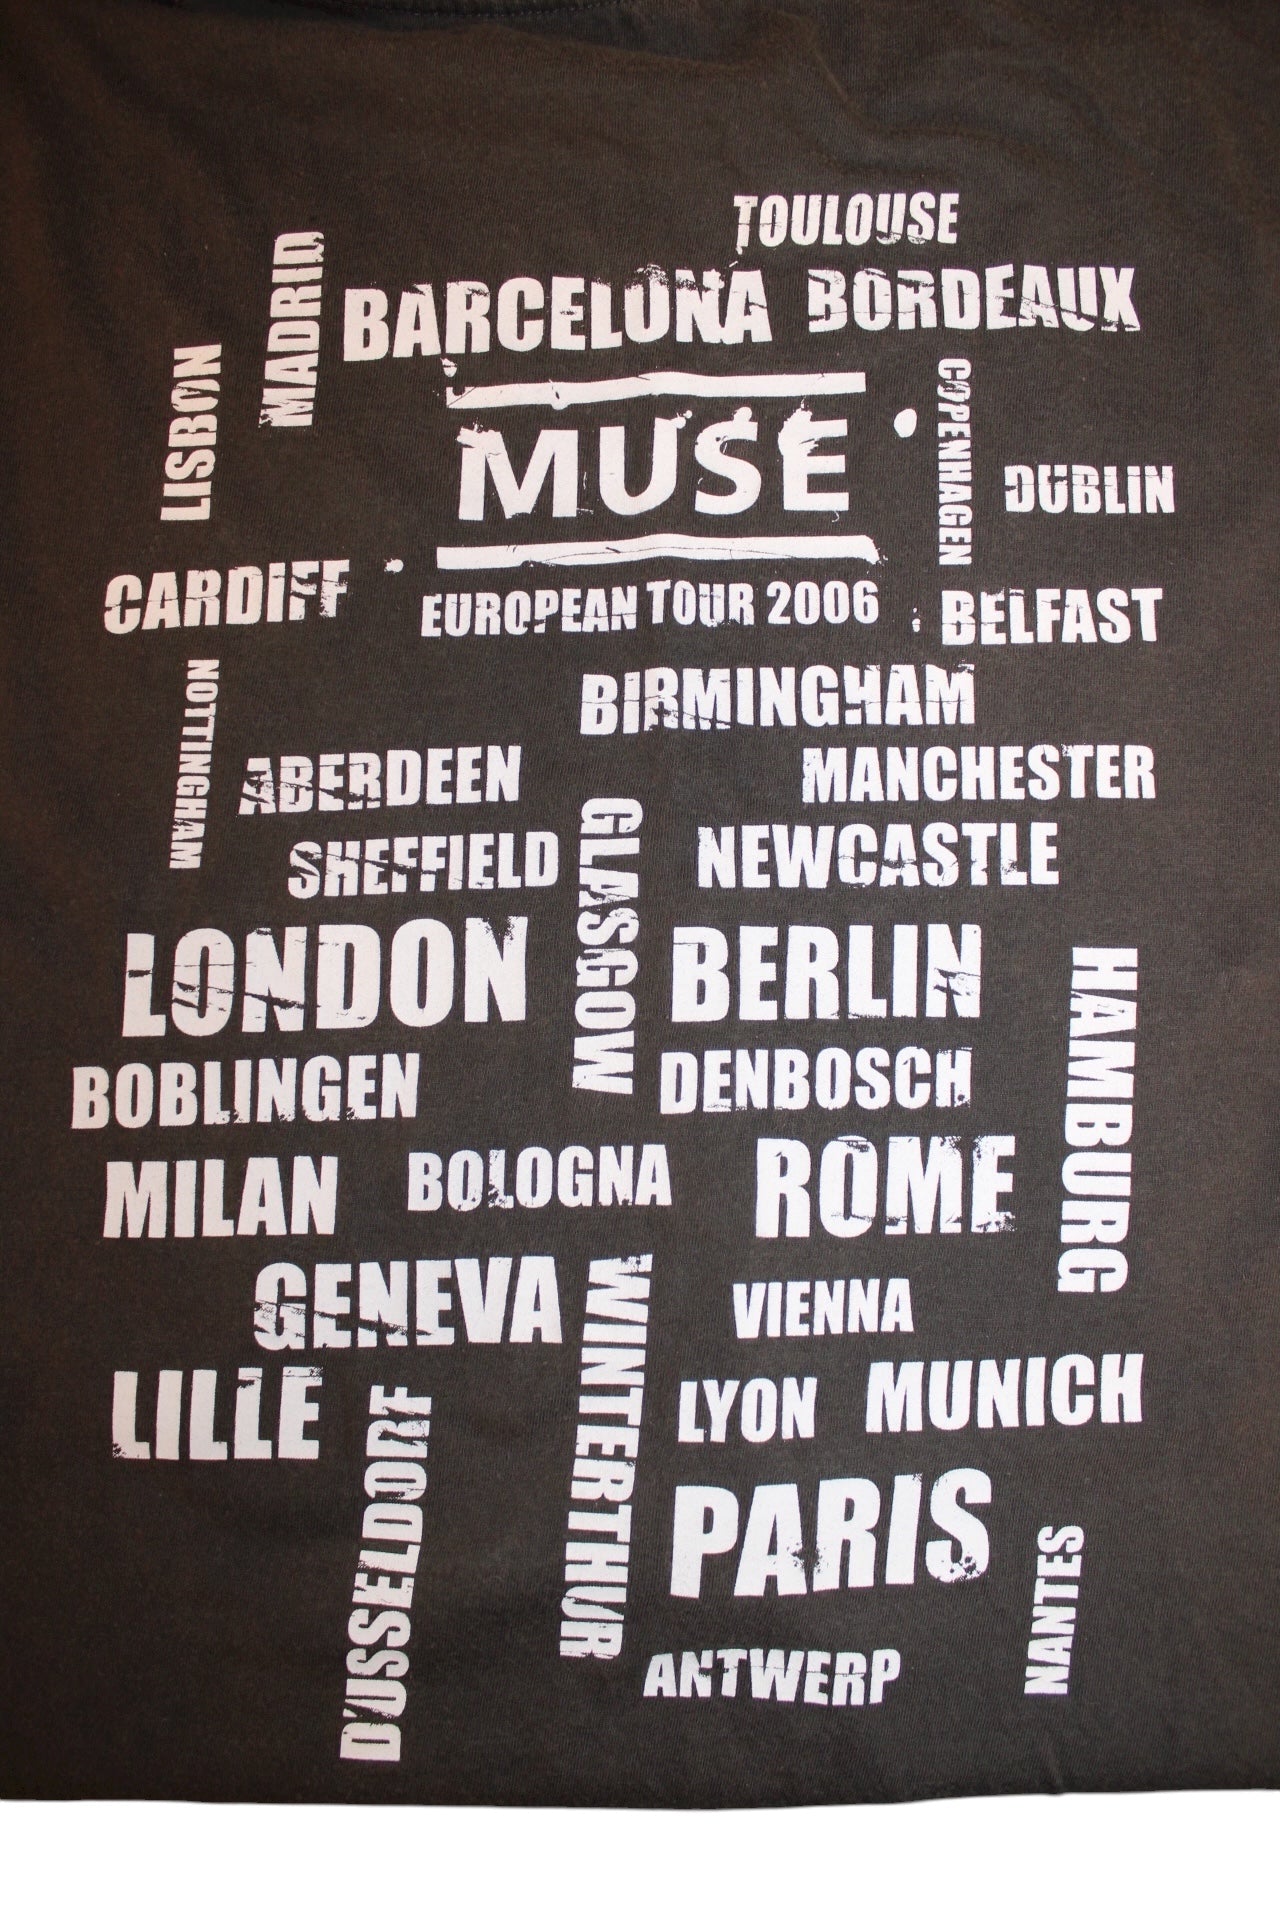 TOULOUSE
MADRID
BARCELONA BORDEAUX
LISBON
MUSE
COPENHAGEN
DUBLIN
CARDIFF
EUROPEAN TOUR 2006
BELFAST
NOTTINGHAM
BIRMINGHAM
ABERDEEN
MANCHESTER
GLASGOW
SHEFFIELD
NEWCASTLE
LONDON
BERLIN
HAMBURG
BOBLINGEN
DENBOSCH
MILAN
BOLOGNA
ROME
GENEVA
WINTERTHUR
VIENNA
LILLE
DUSSELDORF
LYON
MUNICH
PARIS
NANTES
ANTWERP